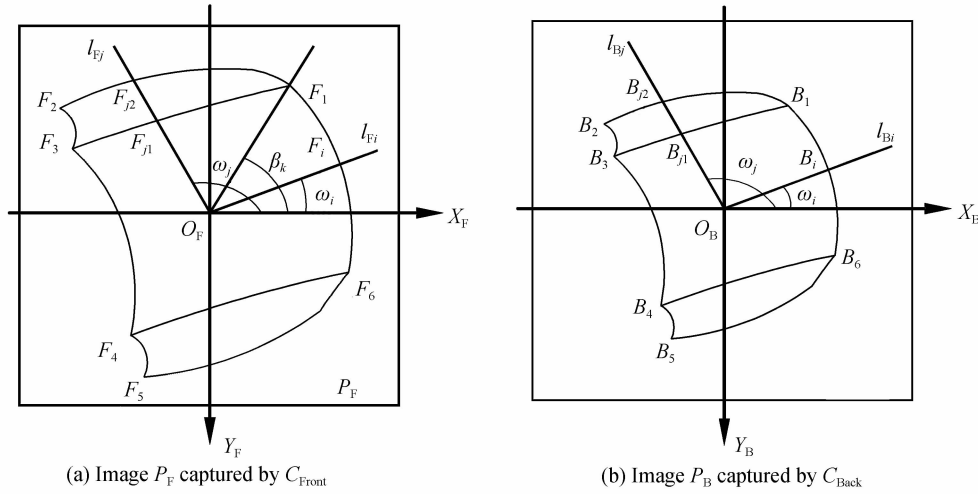 l_Fj
F_1
F_2
F_j2
F_3
F_j1
F_i
l_Fi
ω_j
β_k
ω_i
O_F
X_F
F_6
F_4
F_5
P_F
Y_F
(a) Image P_F captured by C_Front
l_Bj
B_j2
B_1
B_2
B_3
B_j1
B_i
l_Bi
ω_j
ω_i
O_B
X_B
B_6
B_4
B_5
Y_B
(b) Image P_B captured by C_Back